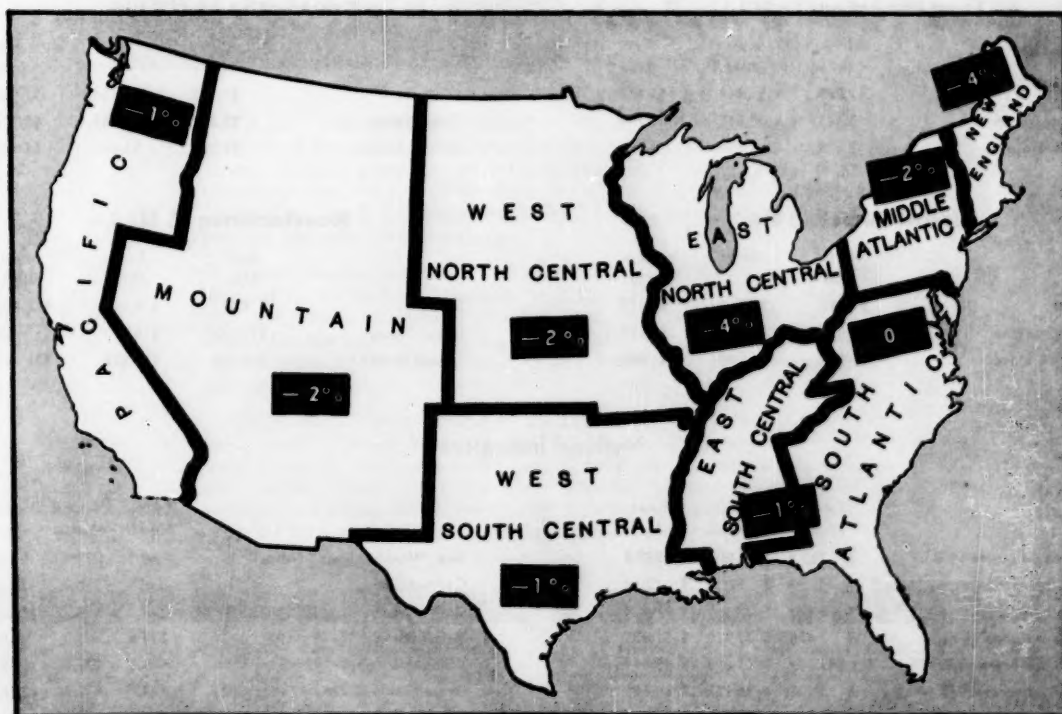 PACIFIC
−1%
MOUNTAIN
−2%
WEST
NORTH CENTRAL
−2%
WEST
SOUTH CENTRAL
−1%
EAST
NORTH CENTRAL
−4%
EAST
SOUTH CENTRAL
−1%
SOUTH
ATLANTIC
0
MIDDLE
ATLANTIC
−2%
NEW
ENGLAND
−4%